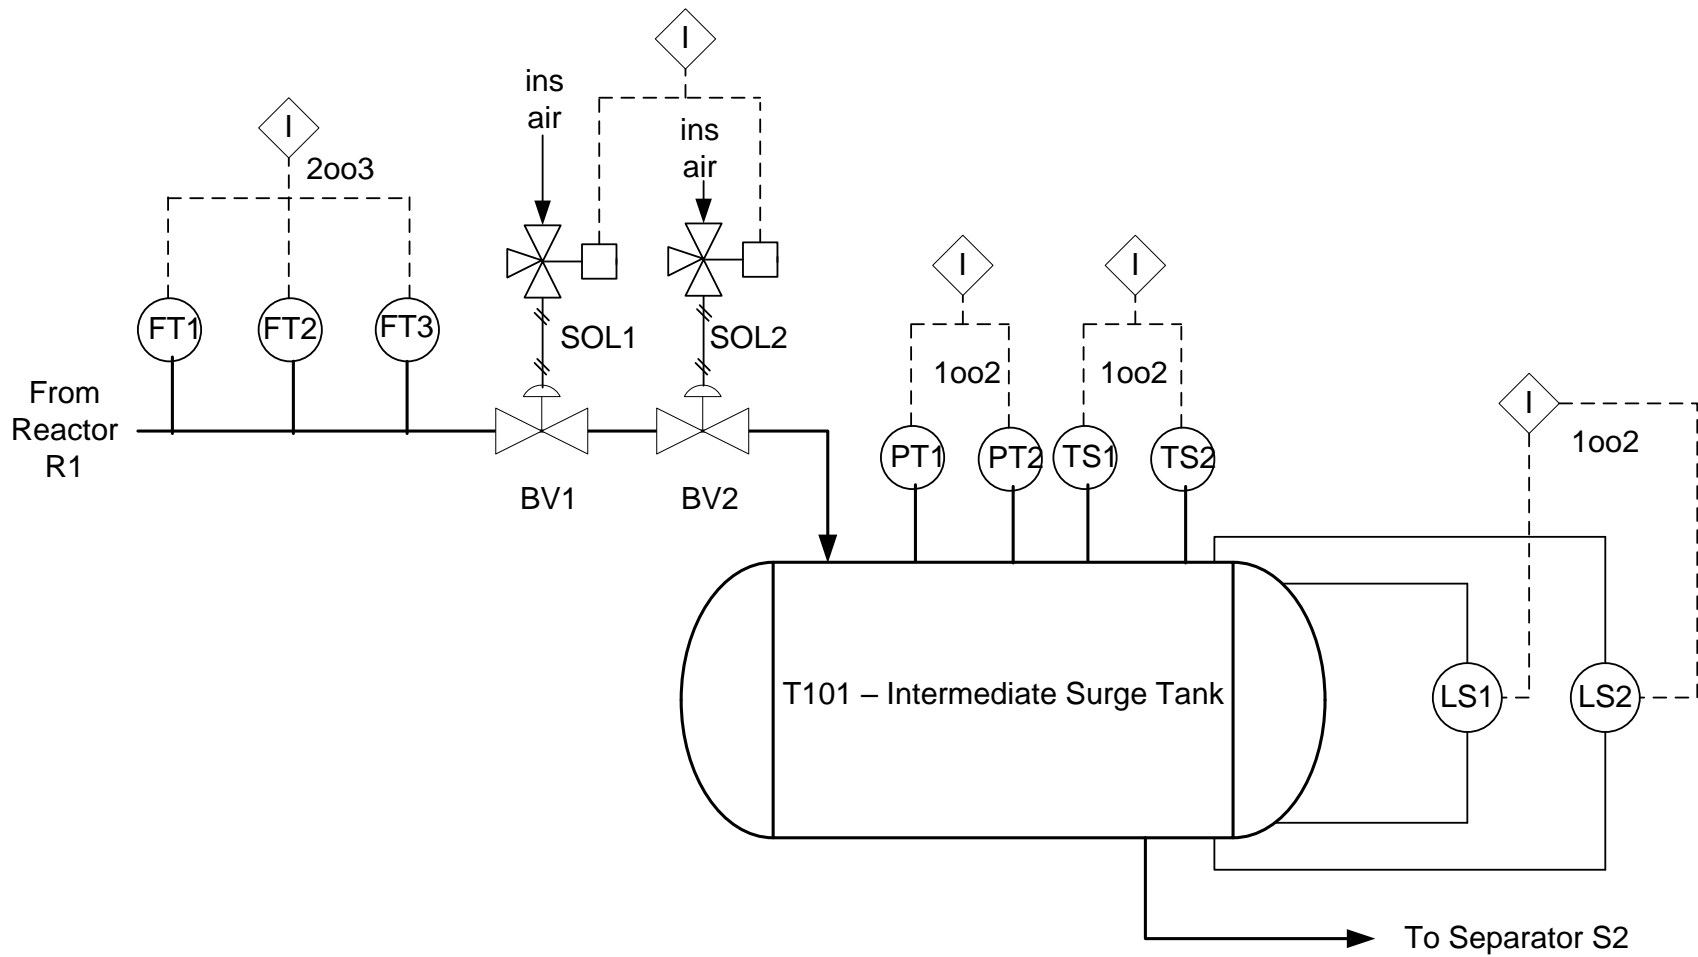 I
ins
air
I
ins
air
2oo3
FT1
FT2
FT3
SOL1
SOL2
I
I
1oo2
1oo2
From
Reactor
R1
I
1oo2
PT1
PT2
TS1
TS2
BV1
BV2
T101 – Intermediate Surge Tank
LS1
LS2
To Separator S2